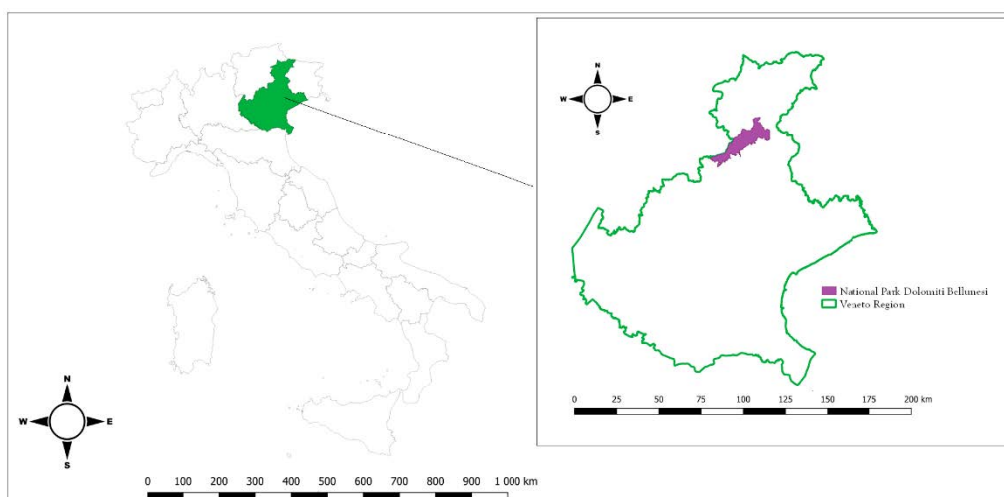 N
W E
S
National Park Dolomiti Bellunesi
Veneto Region
0 25 50 75 100 125 150 175 200 km
N
W E
S
0 100 200 300 400 500 600 700 800 900 1 000 km